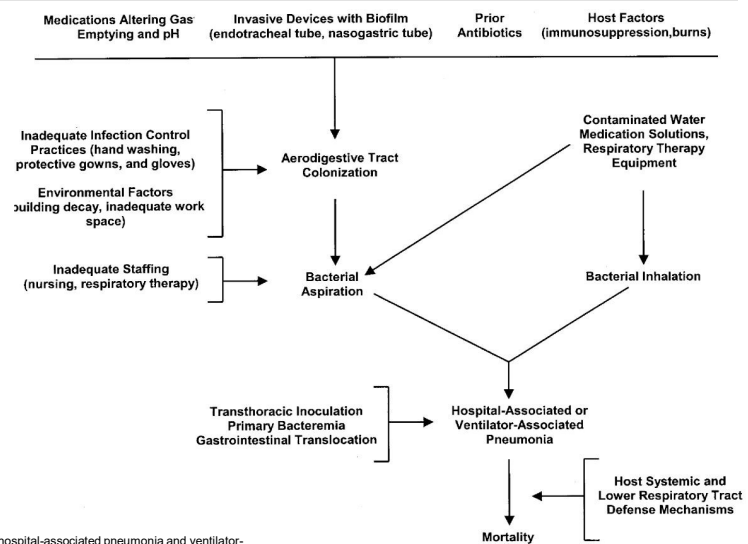 Medications Altering Gas
Emptying and pH
Invasive Devices with Biofilm
(endotracheal tube, nasogastric tube)
Prior
Antibiotics
Host Factors
(immunosuppression,burns)
Inadequate Infection Control
Practices (hand washing,
protective gowns, and gloves)
Environmental Factors
building decay, inadequate work
space)
Aerodigestive Tract
Colonization
Contaminated Water
Medication Solutions,
Respiratory Therapy
Equipment
Inadequate Staffing
(nursing, respiratory therapy)
Bacterial
Aspiration
Bacterial Inhalation
Transthoracic Inoculation
Primary Bacteremia
Gastrointestinal Translocation
Hospital-Associated or
Ventilator-Associated
Pneumonia
Host Systemic and
Lower Respiratory Tract
Defense Mechanisms
Mortality
hospital-associated pneumonia and ventilator-